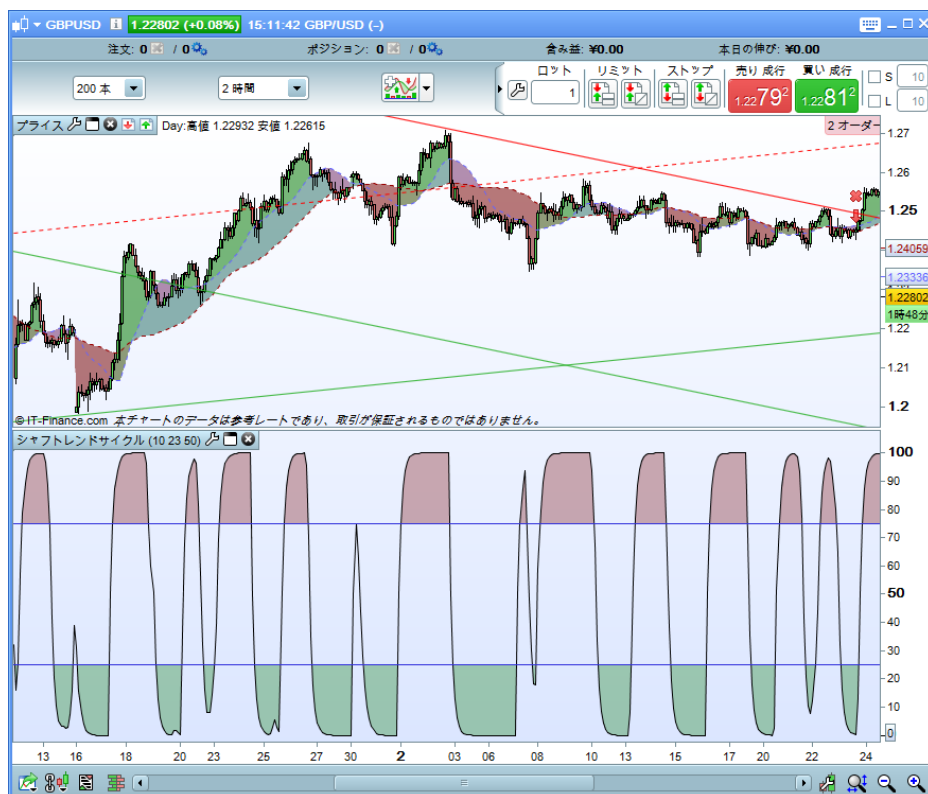 GBPUSD 1.22802 (+0.08%) 15:11:42 GBP/USD (-)
注文: 0 / 0 ポジション: 0 / 0 含み益: ¥0.00 本日の伸び: ¥0.00
200 本 2 時間 ロット 1 リミット ストップ 売り 成行 1.2279² 買い 成行 1.2281² S 10 L 10
プライス Day:高値 1.22932 安値 1.22615 2 オーダー
1.27
1.26
1.25
1.24059
1.23336
1.22802
1時48分
1.22
1.21
1.2
© IT-Finance.com 本チャートのデータは参考レートであり、取引が保証されるものではありません。
シャフトレンドサイクル (10 23 50)
100
90
80
70
60
50
40
30
20
10
0
13 16 18 20 23 25 27 30 2 03 06 08 10 13 15 17 20 22 24